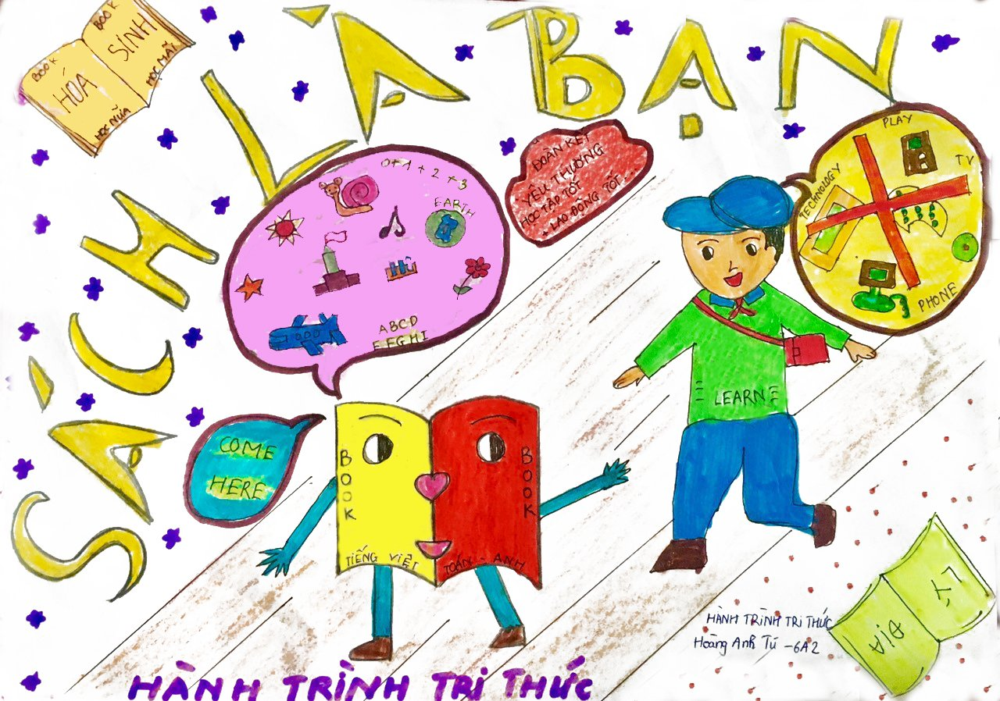 SÁCH LÀ BẠN
BOOK
BOOK
HÓA
SINH
HỌC NỮA
HỌC MÃI
0 + 1 + 2 + 3
EARTH
ABCD
EFGHI
ĐOÀN KẾT
YÊU THƯƠNG
HỌC TẬP TỐT
LAO ĐỘNG TỐT...
PLAY
TV
TECHNOLOGY
PHONE
COME
HERE
BOOK
BOOK
TIẾNG VIỆT
TOÁN - ANH
LEARN
HÀNH TRÌNH TRI THỨC
Hoàng Anh Tú - 6A2
ĐỊA
LÝ
HÀNH TRÌNH TRI THỨC